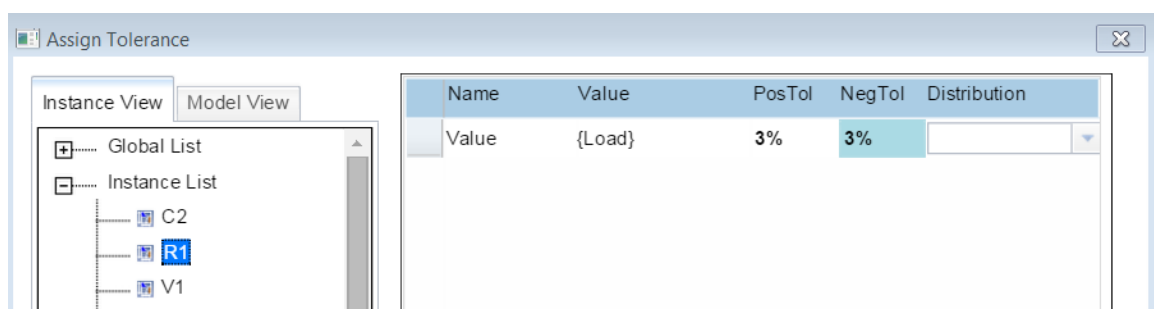 Assign Tolerance
Instance View Model View
Global List
Instance List
C2
R1
V1
Name Value PosTol NegTol Distribution
Value {Load} 3% 3%